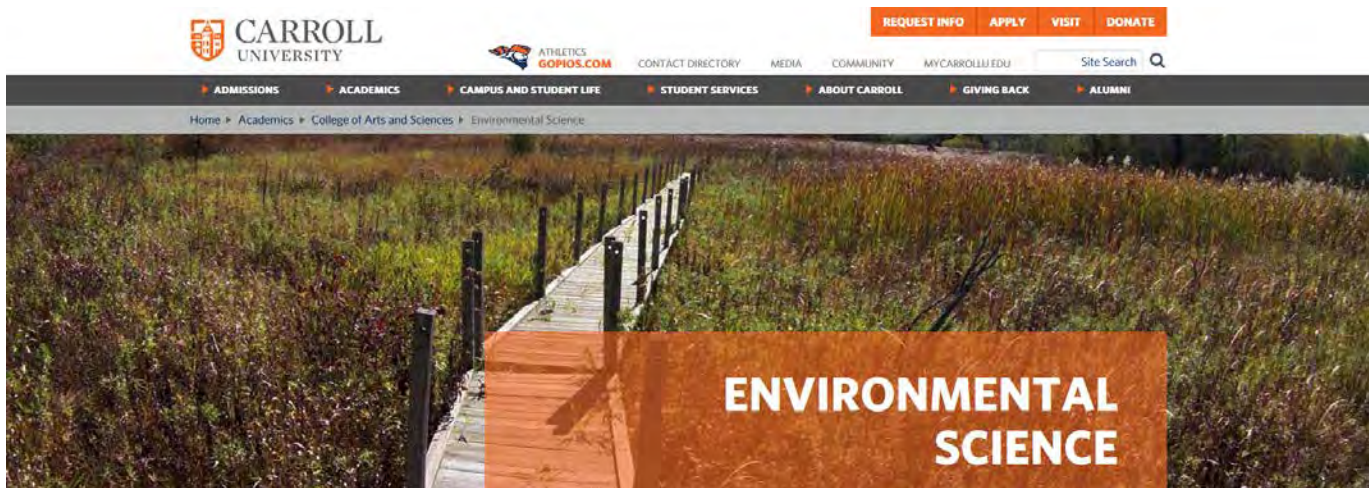 CARROLL
UNIVERSITY
REQUEST INFO APPLY VISIT DONATE
ATHLETICS
GOPIOS.COM
CONTACT DIRECTORY MEDIA COMMUNITY MYCARROLLU.EDU Site Search
ADMISSIONS ACADEMICS CAMPUS AND STUDENT LIFE STUDENT SERVICES ABOUT CARROLL GIVING BACK ALUMNI
Home Academics College of Arts and Sciences Environmental Science
ENVIRONMENTAL
SCIENCE